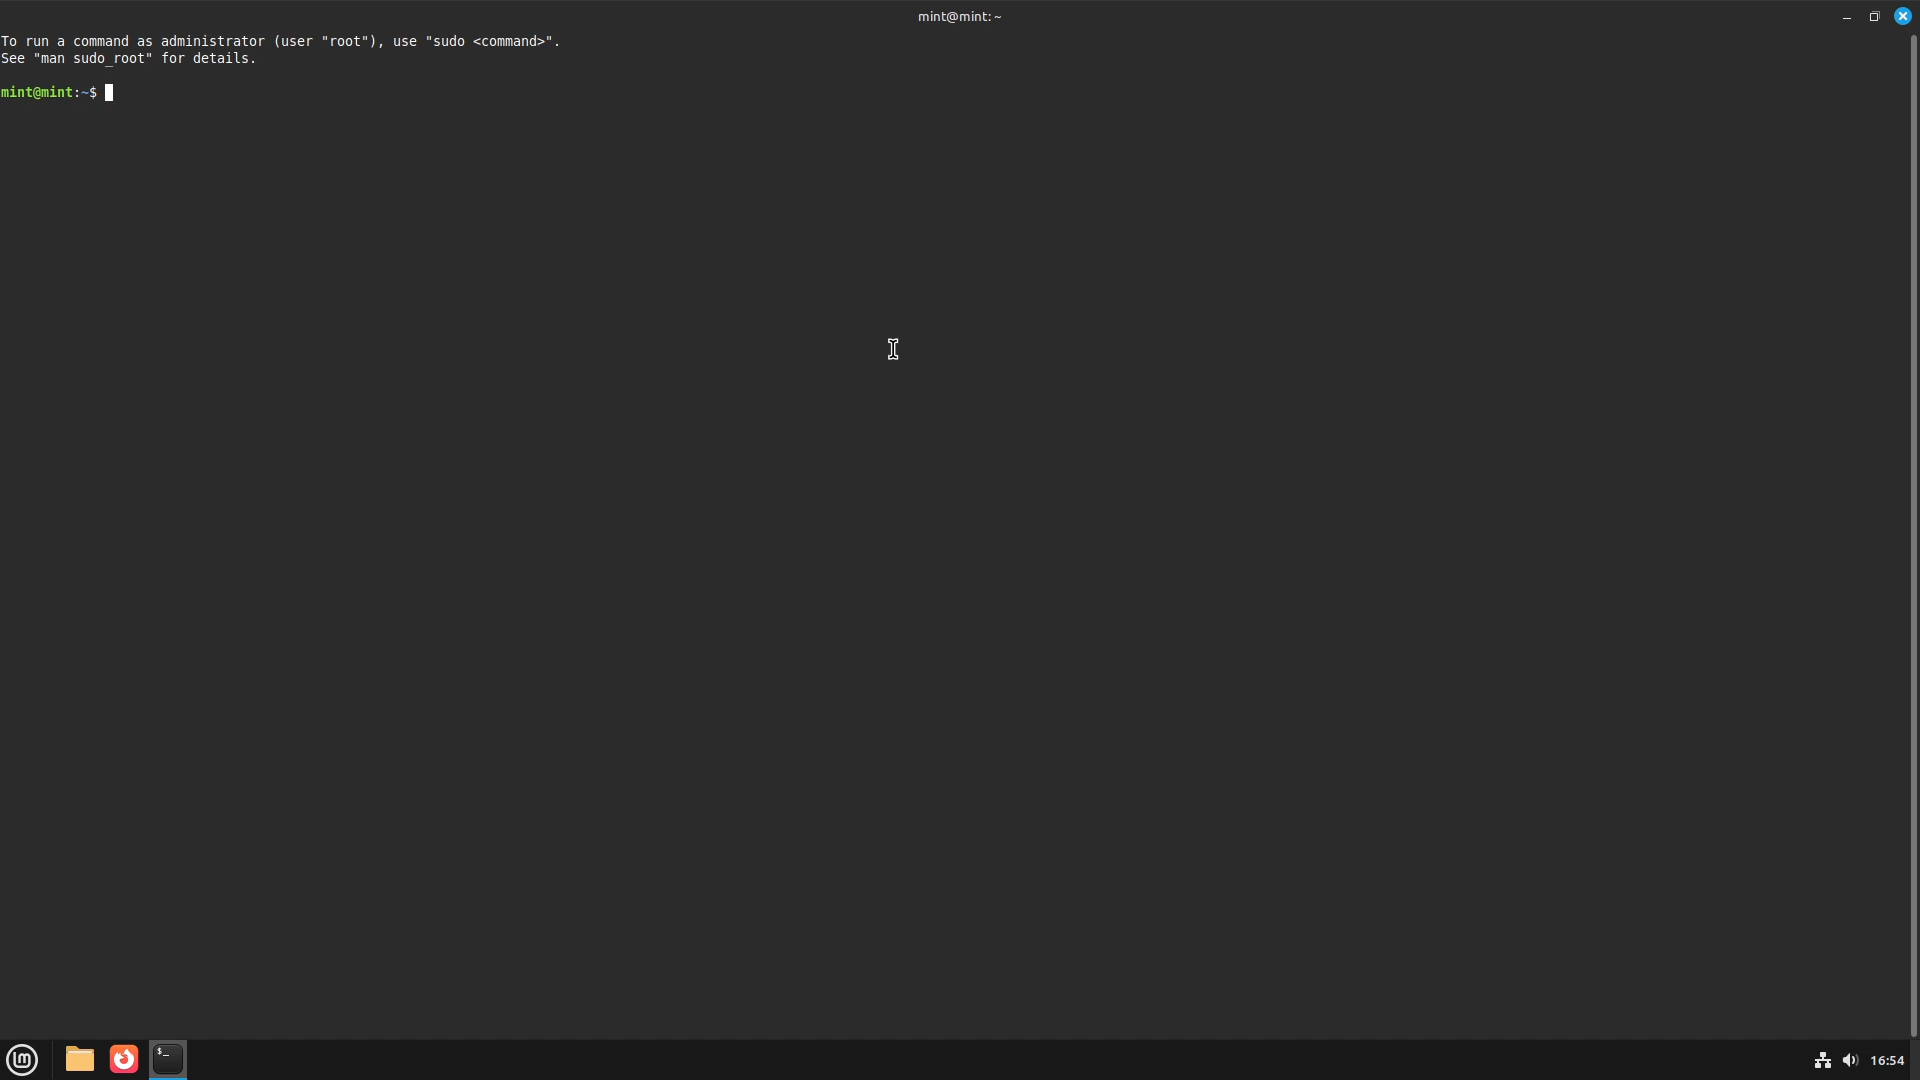 mint@mint: ~
To run a command as administrator (user "root"), use "sudo <command>".
See "man sudo_root" for details.
mint@mint:~$
$_
16:54